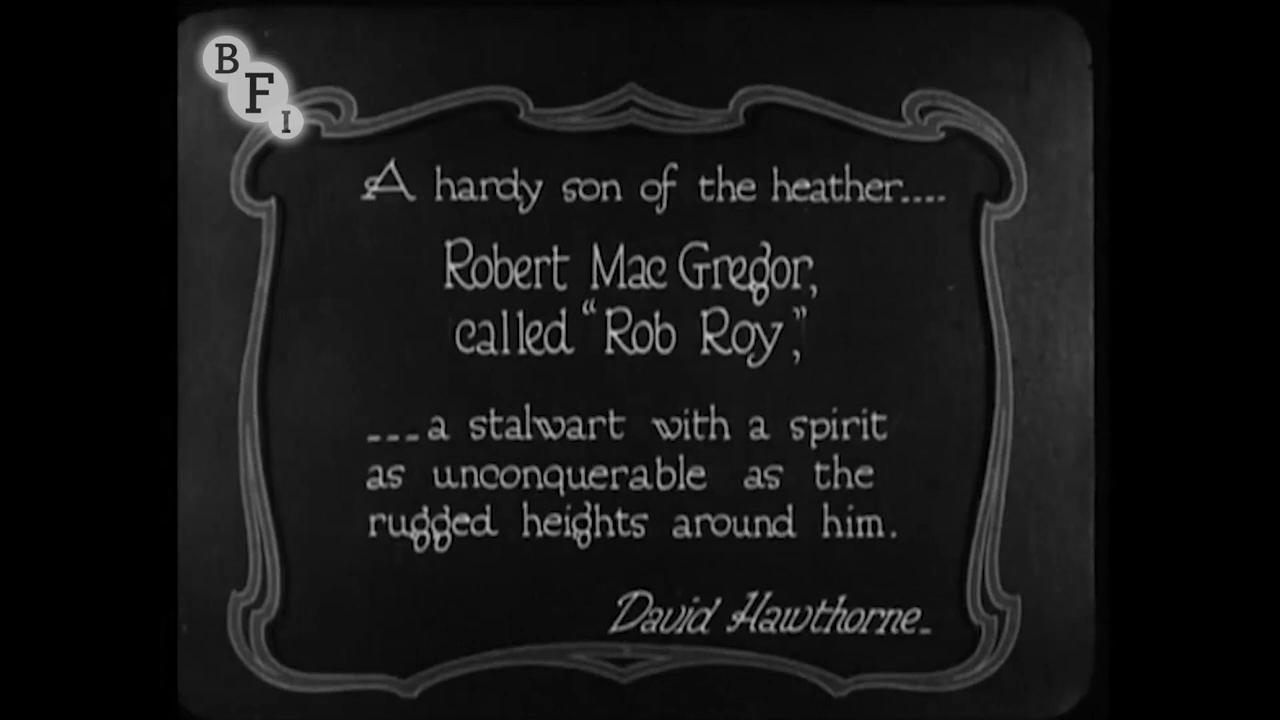 BFI
A hardy son of the heather....
Robert Mac Gregor,
called "Rob Roy",
---a stalwart with a spirit
as unconquerable as the
rugged heights around him.
David Hawthorne_